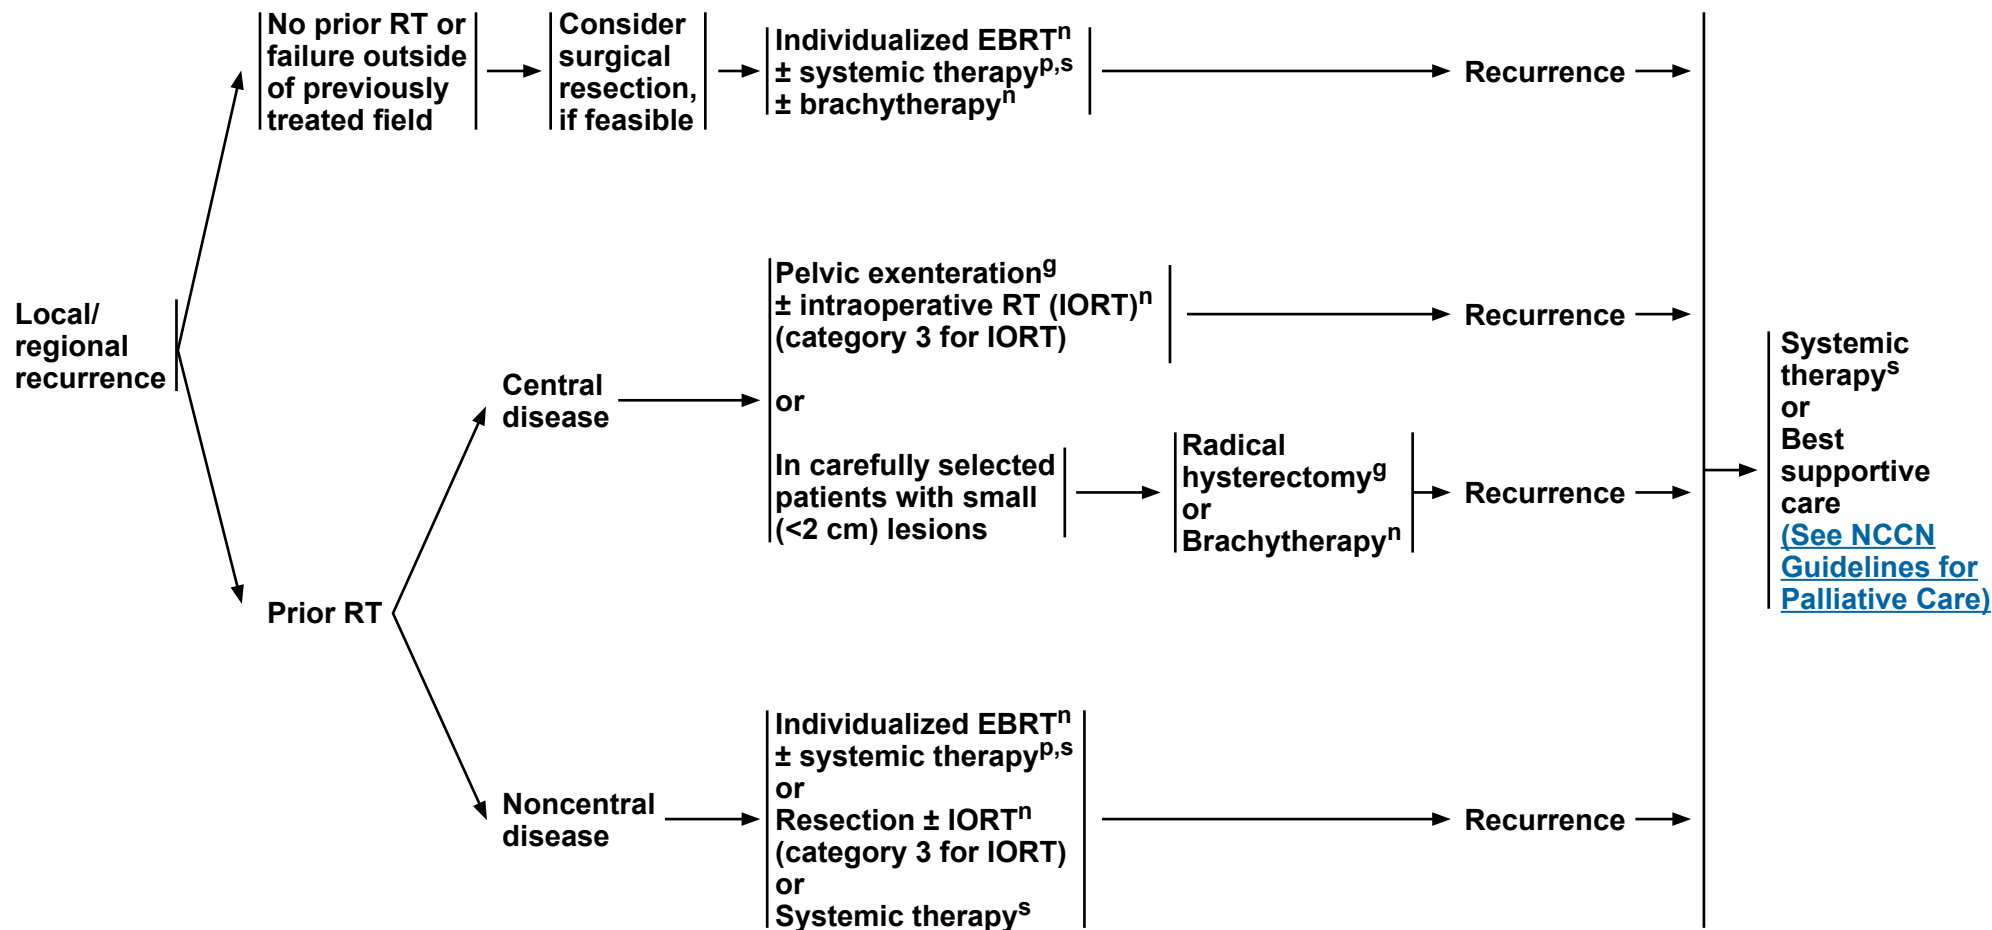 No prior RT or
failure outside
of previously
treated field
Consider
surgical
resection,
if feasible
Individualized EBRTⁿ
± systemic therapyᵖ,ˢ
± brachytherapyⁿ
Recurrence
Local/
regional
recurrence
Prior RT
Central
disease
Pelvic exenterationᵍ
± intraoperative RT (IORT)ⁿ
(category 3 for IORT)
Recurrence
or
In carefully selected
patients with small
(<2 cm) lesions
Radical
hysterectomyᵍ
or
Brachytherapyⁿ
Recurrence
Noncentral
disease
Individualized EBRTⁿ
± systemic therapyᵖ,ˢ
or
Resection ± IORTⁿ
(category 3 for IORT)
or
Systemic therapyˢ
Recurrence
Systemic
therapyˢ
or
Best
supportive
care
(See NCCN
Guidelines for
Palliative Care)